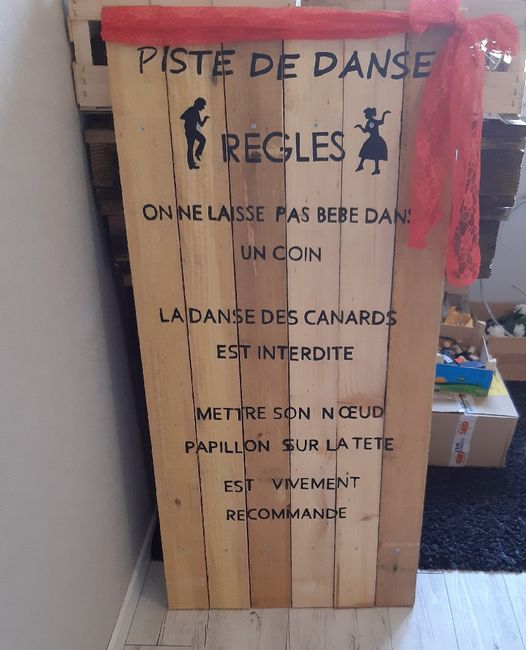 PISTE DE DANSE
REGLES
ON NE LAISSE PAS BEBE DANS
UN COIN
LA DANSE DES CANARDS
EST INTERDITE
METTRE SON NŒUD
PAPILLON SUR LA TETE
EST VIVEMENT
RECOMMANDE